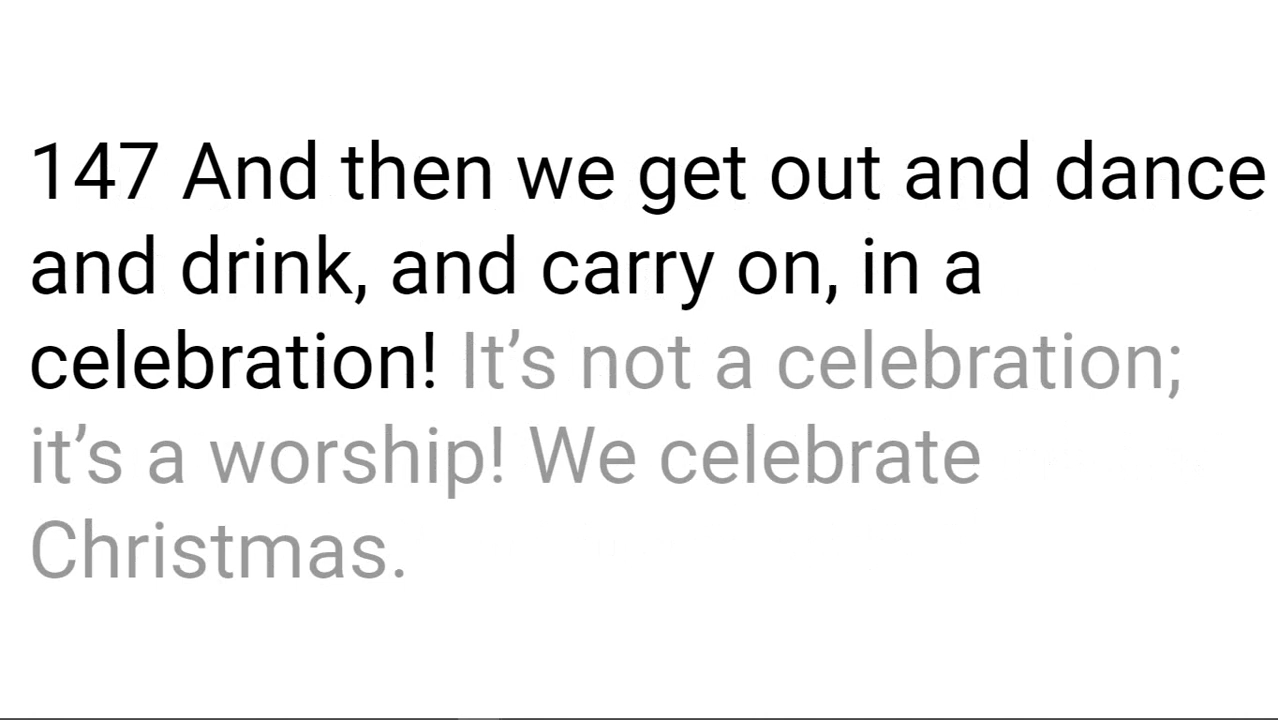 147 And then we get out and dance
and drink, and carry on, in a
celebration! It’s not a celebration;
it’s a worship! We celebrate
Christmas.